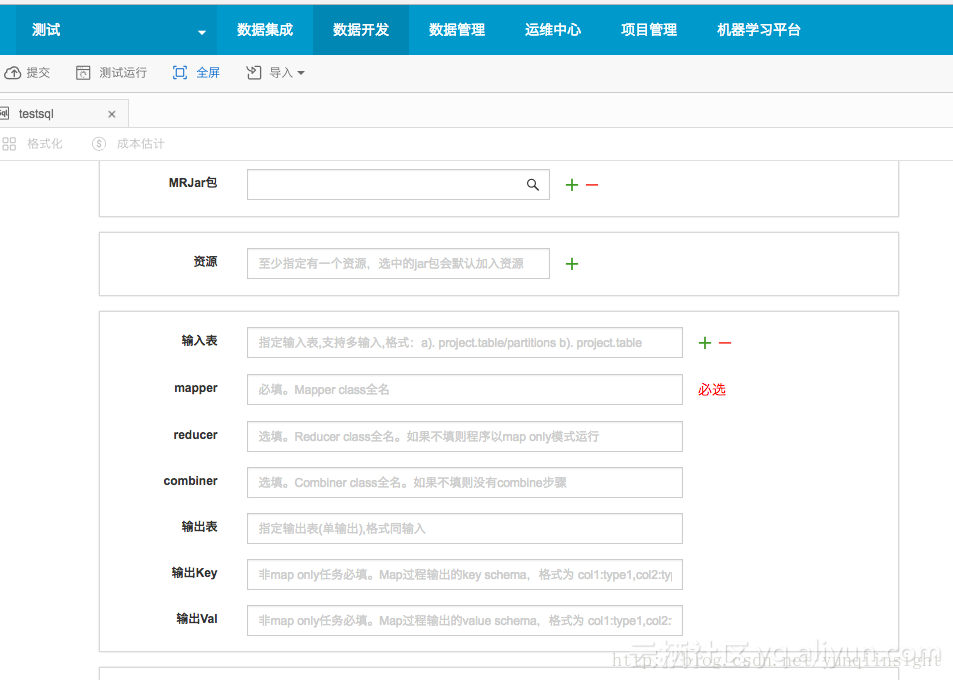 测试 数据集成 数据开发 数据管理 运维中心 项目管理 机器学习平台
提交 测试运行 全屏 导入
Sql testsql ×
格式化 $ 成本估计
MRJar包
资源 至少指定有一个资源，选中的jar包会默认加入资源
输入表 指定输入表,支持多输入,格式：a). project.table/partitions b). project.table
mapper 必填。Mapper class全名 必选
reducer 选填。Reducer class全名。如果不填则程序以map only模式运行
combiner 选填。Combiner class全名。如果不填则没有combine步骤
输出表 指定输出表(单输出),格式同输入
输出Key 非map only任务必填。Map过程输出的key schema，格式为 col1:type1,col2:typ
输出Val 非map only任务必填。Map过程输出的value schema，格式为 col1:type1,col2:
云栖社区 yq.aliyun.com
http://blog.csdn.net/yunqiinsight